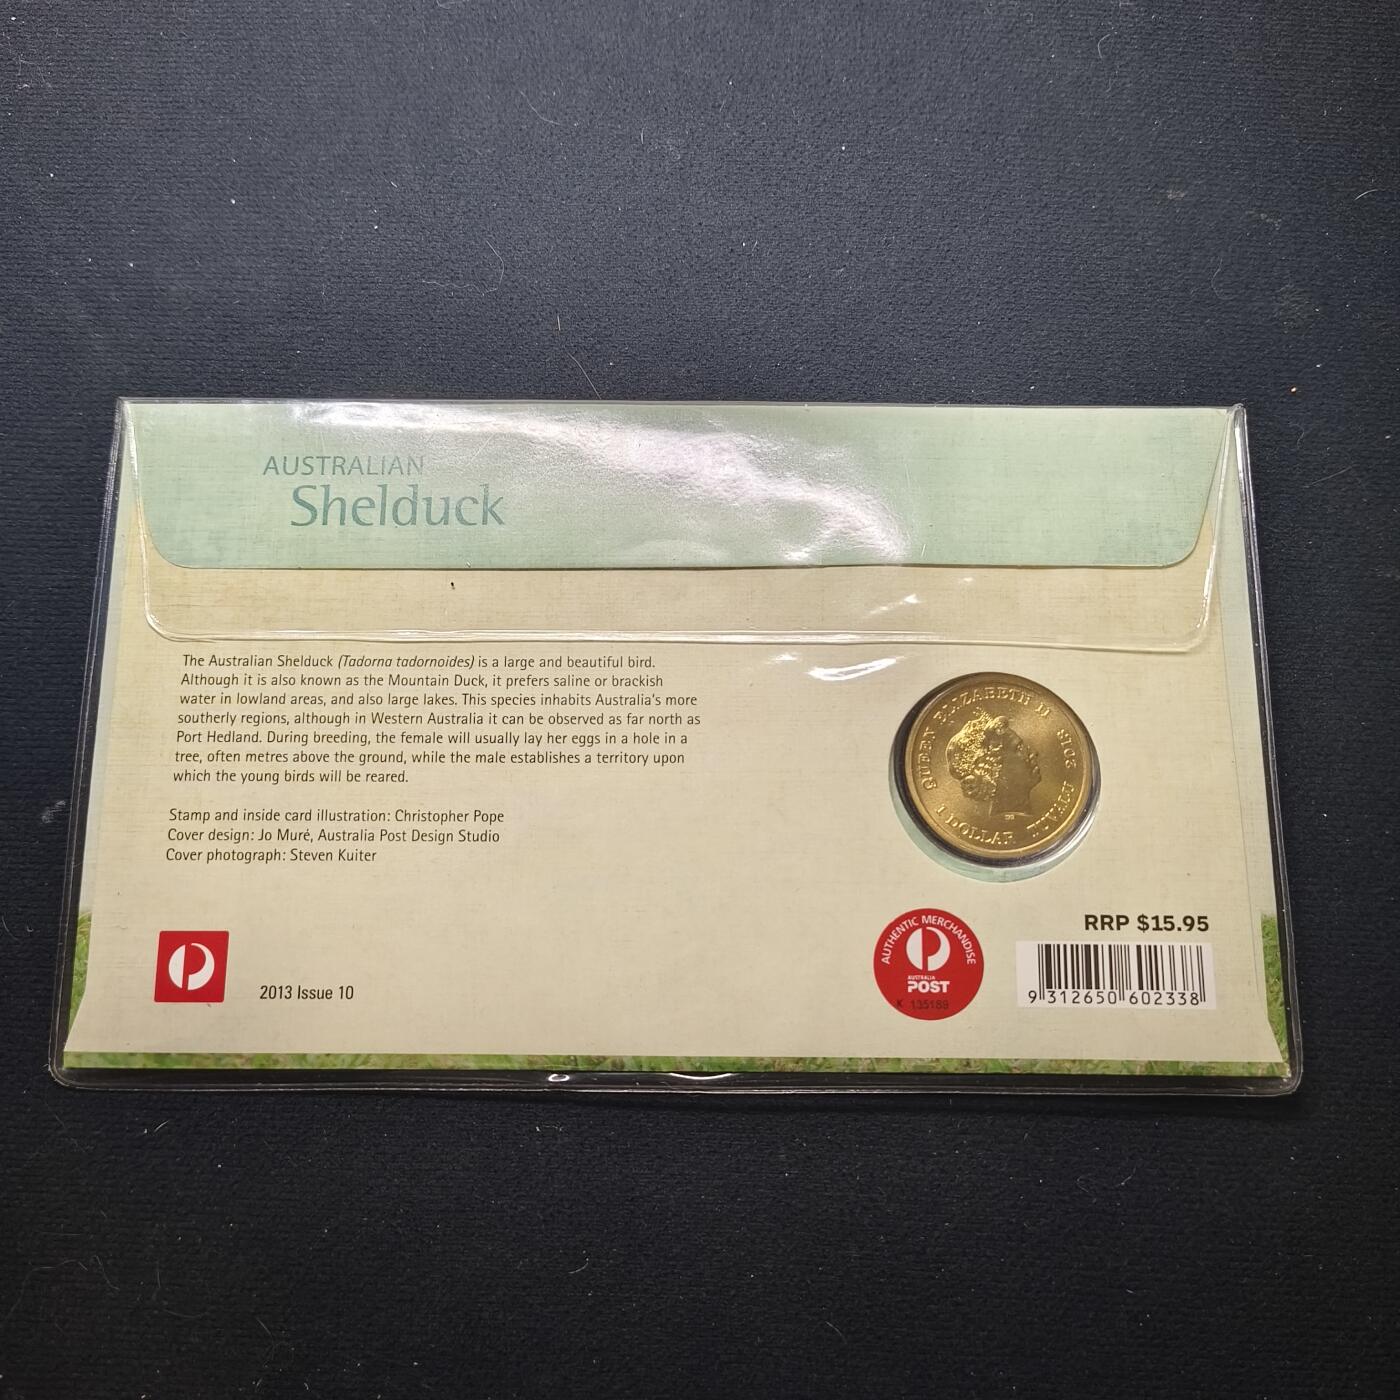 AUSTRALIAN
Shelduck
The Australian Shelduck (Tadorna tadornoides) is a large and beautiful bird.
Although it is also known as the Mountain Duck, it prefers saline or brackish
water in lowland areas, and also large lakes. This species inhabits Australia's more
southerly regions, although in Western Australia it can be observed as far north as
Port Hedland. During breeding, the female will usually lay her eggs in a hole in a
tree, often metres above the ground, while the male establishes a territory upon
which the young birds will be reared.
Stamp and inside card illustration: Christopher Pope
Cover design: Jo Muré, Australia Post Design Studio
Cover photograph: Steven Kuiter
2013 Issue 10
QUEEN ELIZABETH II
2013
TUVALU
1 DOLLAR
AUTHENTIC MERCHANDISE
AUSTRALIA
POST
K 135189
RRP $15.95
9 312650 602338